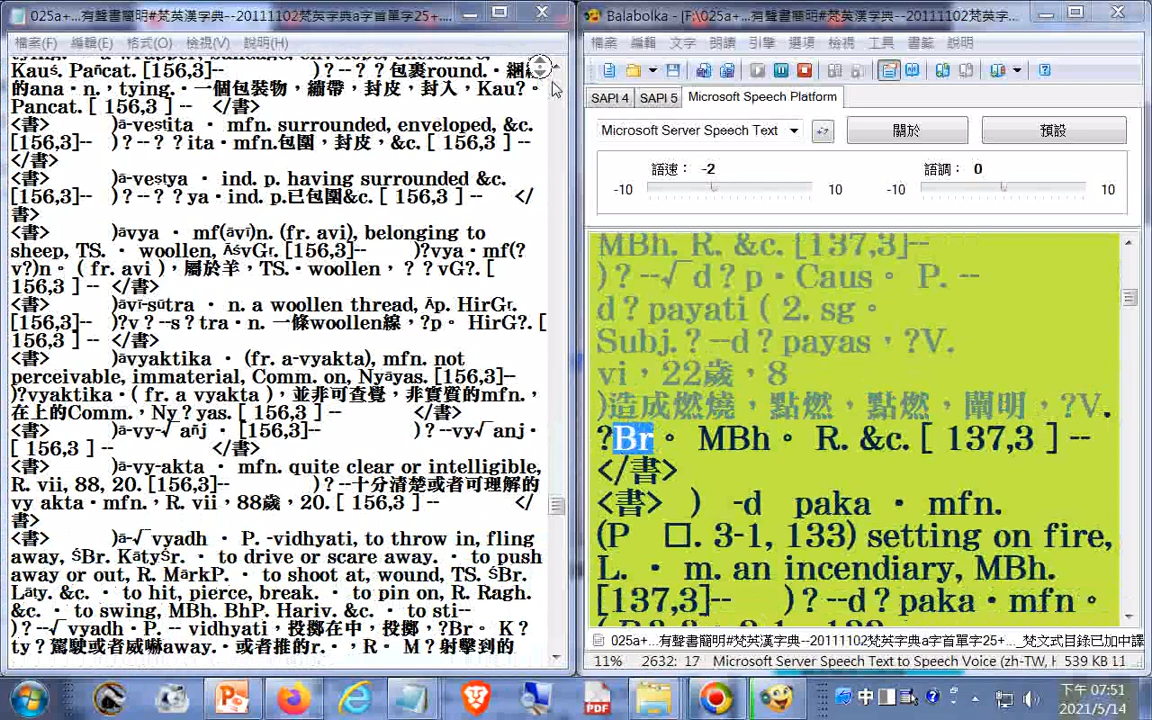 025a+...有聲書簡明#梵英漢字典--20111102梵英字典a字首單字25+...
檔案(F) 編輯(E) 格式(O) 檢視(V) 說明(H)
Kauś. Pañcat. [156,3]-- )?--？？包裹round.‧綑
的ana‧n.，tying.‧一個包裝物，繃帶，封皮，封入，Kau?。
Pancat. [ 156,3 ] -- </書>
<書> )ā-veṣṭita ‧ mfn. surrounded, enveloped, &c.
[156,3]-- )？--？？ita‧mfn.包圍，封皮，&c. [ 156,3 ] --
</書>
<書> )ā-veṣṭya ‧ ind. p. having surrounded &c.
[156,3]-- )？--？？ya‧ind. p.已包圍&c. [ 156,3 ] -- </
書>
<書> )āvya ‧ mf(āvī)n. (fr. avi), belonging to
sheep, TS. ‧ woollen, ĀśvGṛ. [156,3]-- )?vya‧mf(?
v?)n。 ( fr. avi )，屬於羊，TS.‧woollen，？？vG?. [
156,3 ] -- </書>
<書> )āvī-sūtra ‧ n. a woollen thread, Āp. HirGṛ.
[156,3]-- )?v？--s？tra‧n. 一條woollen線，?p。 HirG?. [
156,3 ] -- </書>
<書> )āvyaktika ‧ (fr. a-vyakta), mfn. not
perceivable, immaterial, Comm. on, Nyāyas. [156,3]--
)?vyaktika‧( fr. a vyakta )，並非可查覺，非實質的mfn.，
在上的Comm.，Ny？yas. [ 156,3 ] -- </書>
<書> )ā-vy-√añj ‧ [156,3]-- )？--vy√anj‧
[ 156,3 ] -- </書>
<書> )ā-vy-akta ‧ mfn. quite clear or intelligible,
R. vii, 88, 20. [156,3]-- )？--十分清楚或者可理解的
vy akta‧mfn.，R. vii，88歲，20. [ 156,3 ] -- </
書>
<書> )ā-√vyadh ‧ P. -vidhyati, to throw in, fling
away, ŚBr. KātyŚr. ‧ to drive or scare away. ‧ to push
away or out, R. MārkP. ‧ to shoot at, wound, TS. ŚBr.
Lāty. &c. ‧ to hit, pierce, break. ‧ to pin on, R. Ragh.
&c. ‧ to swing, MBh. BhP. Hariv. &c. ‧ to sti--
)？--√vyadh‧P. -- vidhyati，投擲在中，投擲，?Br。 K？
ty？駕駛或者威嚇away.‧或者推的r.‧，R。 M？射擊到的
Balabolka - [F:\025a+...有聲書簡明#梵英漢字典--20111102梵英字...
檔案 編輯 文字 朗讀 引擎 選項 檢視 工具 書籤 說明
SAPI 4 SAPI 5 Microsoft Speech Platform
Microsoft Server Speech Text 關於 預設
語速： -2 語調： 0
-10 10 -10 10
MBh. R. &c. [137,3]--
)？--√d？p‧Caus。 P. --
d？payati ( 2. sg。
Subj.？--d？payas，?V.
vi，22歲，8
)造成燃燒，點燃，點燃，闡明，?V.
?Br。 MBh。 R. &c. [ 137,3 ] --
</書>
<書> ) -d paka ‧ mfn.
(P □. 3-1, 133) setting on fire,
L. ‧ m. an incendiary, MBh.
[137,3]-- )？--d？paka‧mfn。
025a+...有聲書簡明#梵英漢字典--20111102梵英字典a字首單字25+..._梵文式目錄已加中譯
11% 2632: 17 Microsoft Server Speech Text to Speech Voice (zh-TW, H 539 KB 11
中
下午 07:51
2021/5/14